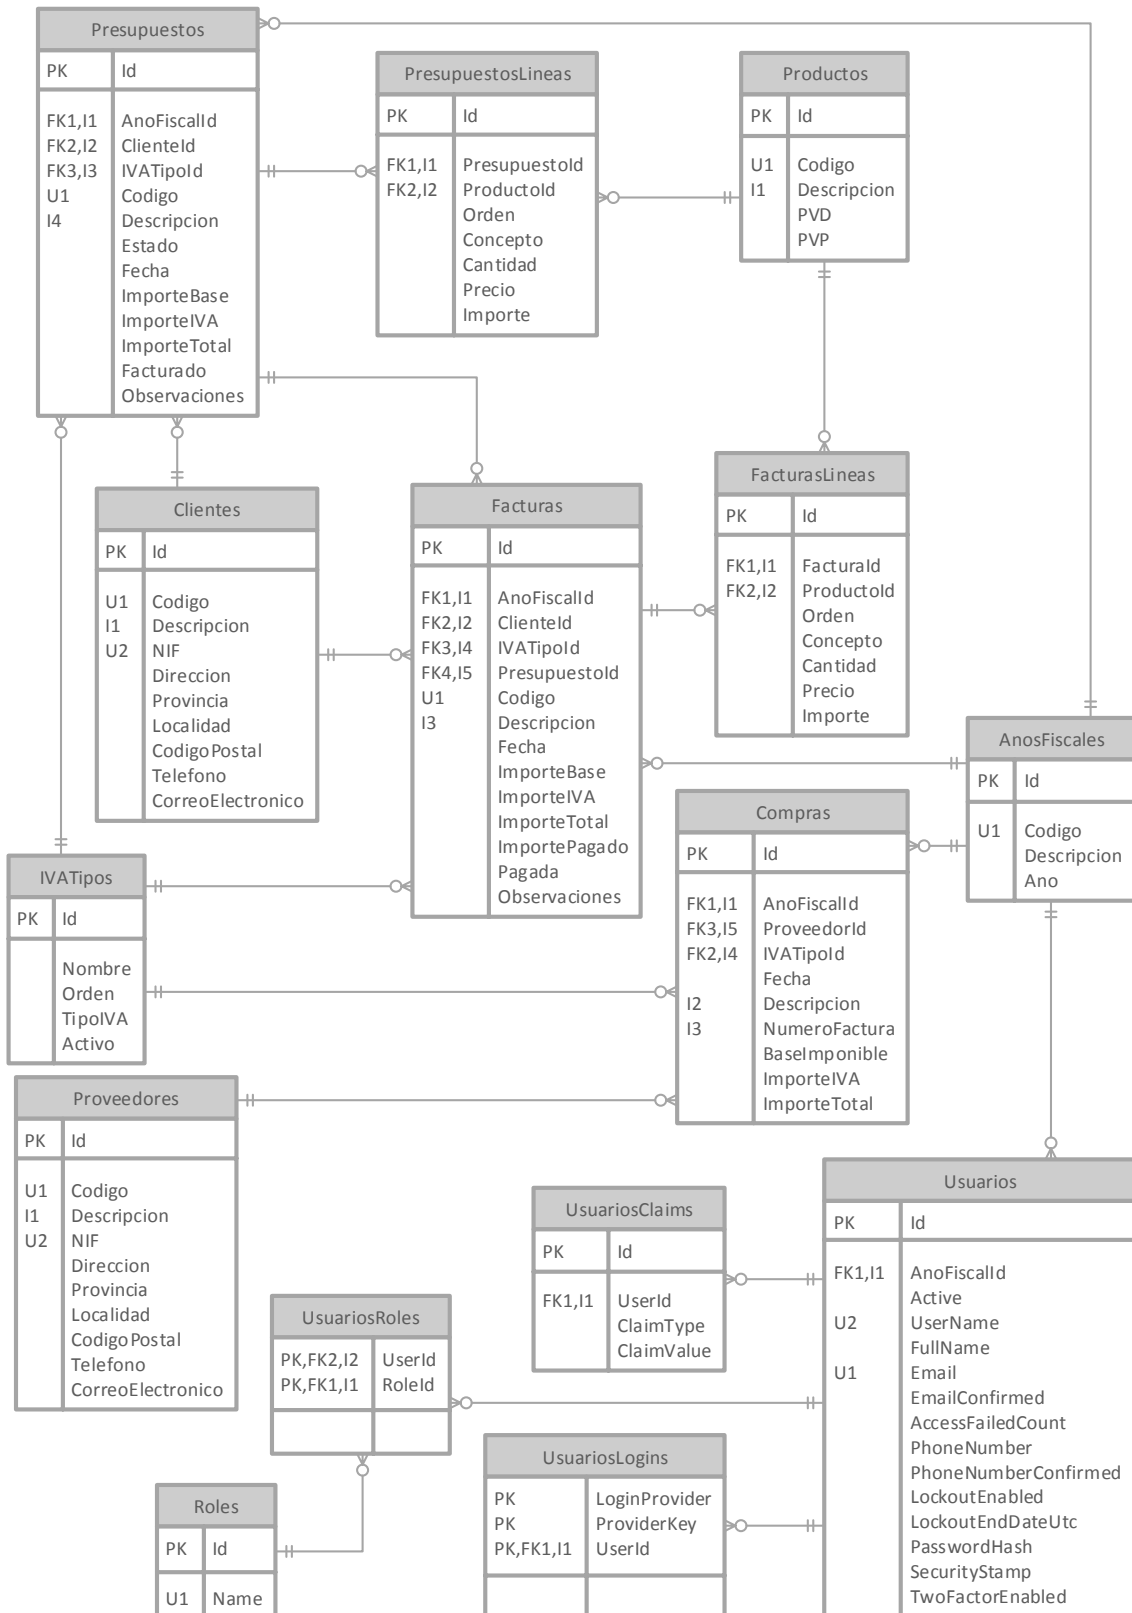 Presupuestos
PK Id
FK1,I1 AnoFiscalId
FK2,I2 ClienteId
FK3,I3 IVATipoId
U1 Codigo
I4 Descripcion
Estado
Fecha
ImporteBase
ImporteIVA
ImporteTotal
Facturado
Observaciones
PresupuestosLineas
PK Id
FK1,I1 PresupuestoId
FK2,I2 ProductoId
Orden
Concepto
Cantidad
Precio
Importe
Productos
PK Id
U1 Codigo
I1 Descripcion
PVD
PVP
Clientes
PK Id
U1 Codigo
I1 Descripcion
U2 NIF
Direccion
Provincia
Localidad
CodigoPostal
Telefono
CorreoElectronico
Facturas
PK Id
FK1,I1 AnoFiscalId
FK2,I2 ClienteId
FK3,I4 IVATipoId
FK4,I5 PresupuestoId
U1 Codigo
I3 Descripcion
Fecha
ImporteBase
ImporteIVA
ImporteTotal
ImportePagado
Pagada
Observaciones
FacturasLineas
PK Id
FK1,I1 FacturaId
FK2,I2 ProductoId
Orden
Concepto
Cantidad
Precio
Importe
AnosFiscales
PK Id
U1 Codigo
Descripcion
Ano
IVATipos
PK Id
Nombre
Orden
TipoIVA
Activo
Compras
PK Id
FK1,I1 AnoFiscalId
FK3,I5 ProveedorId
FK2,I4 IVATipoId
Fecha
I2 Descripcion
I3 NumeroFactura
BaseImponible
ImporteIVA
ImporteTotal
Proveedores
PK Id
U1 Codigo
I1 Descripcion
U2 NIF
Direccion
Provincia
Localidad
CodigoPostal
Telefono
CorreoElectronico
UsuariosClaims
PK Id
FK1,I1 UserId
ClaimType
ClaimValue
Usuarios
PK Id
FK1,I1 AnoFiscalId
Active
U2 UserName
FullName
U1 Email
EmailConfirmed
AccessFailedCount
PhoneNumber
PhoneNumberConfirmed
LockoutEnabled
LockoutEndDateUtc
PasswordHash
SecurityStamp
TwoFactorEnabled
UsuariosRoles
PK,FK2,I2 UserId
PK,FK1,I1 RoleId
UsuariosLogins
PK LoginProvider
PK ProviderKey
PK,FK1,I1 UserId
Roles
PK Id
U1 Name